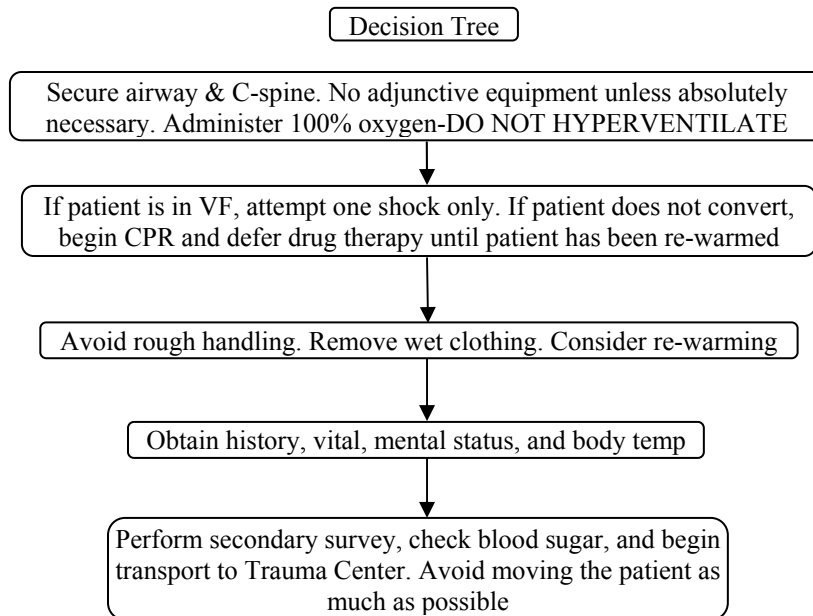 Decision Tree
Secure airway & C-spine. No adjunctive equipment unless absolutely
necessary. Administer 100% oxygen-DO NOT HYPERVENTILATE
If patient is in VF, attempt one shock only. If patient does not convert,
begin CPR and defer drug therapy until patient has been re-warmed
Avoid rough handling. Remove wet clothing. Consider re-warming
Obtain history, vital, mental status, and body temp
Perform secondary survey, check blood sugar, and begin
transport to Trauma Center. Avoid moving the patient as
much as possible